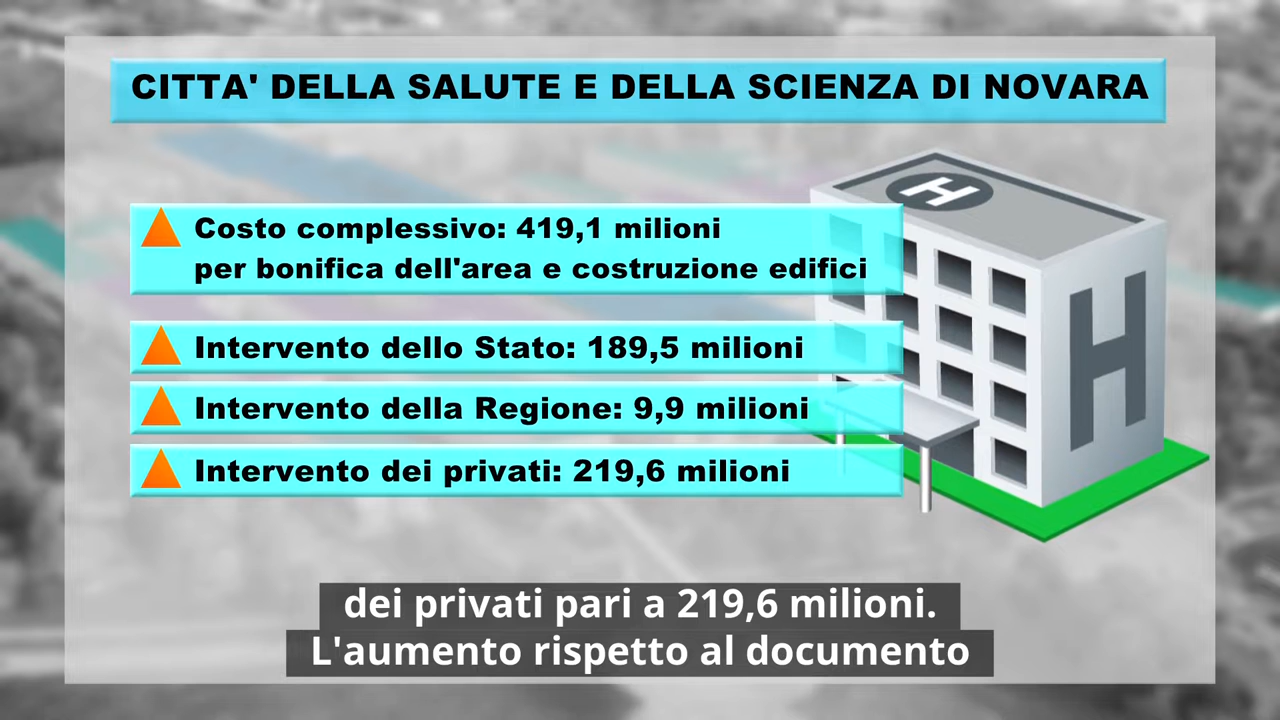 CITTA' DELLA SALUTE E DELLA SCIENZA DI NOVARA
Costo complessivo: 419,1 milioni
per bonifica dell'area e costruzione edifici
Intervento dello Stato: 189,5 milioni
Intervento della Regione: 9,9 milioni
Intervento dei privati: 219,6 milioni
H
H
dei privati pari a 219,6 milioni.
L'aumento rispetto al documento